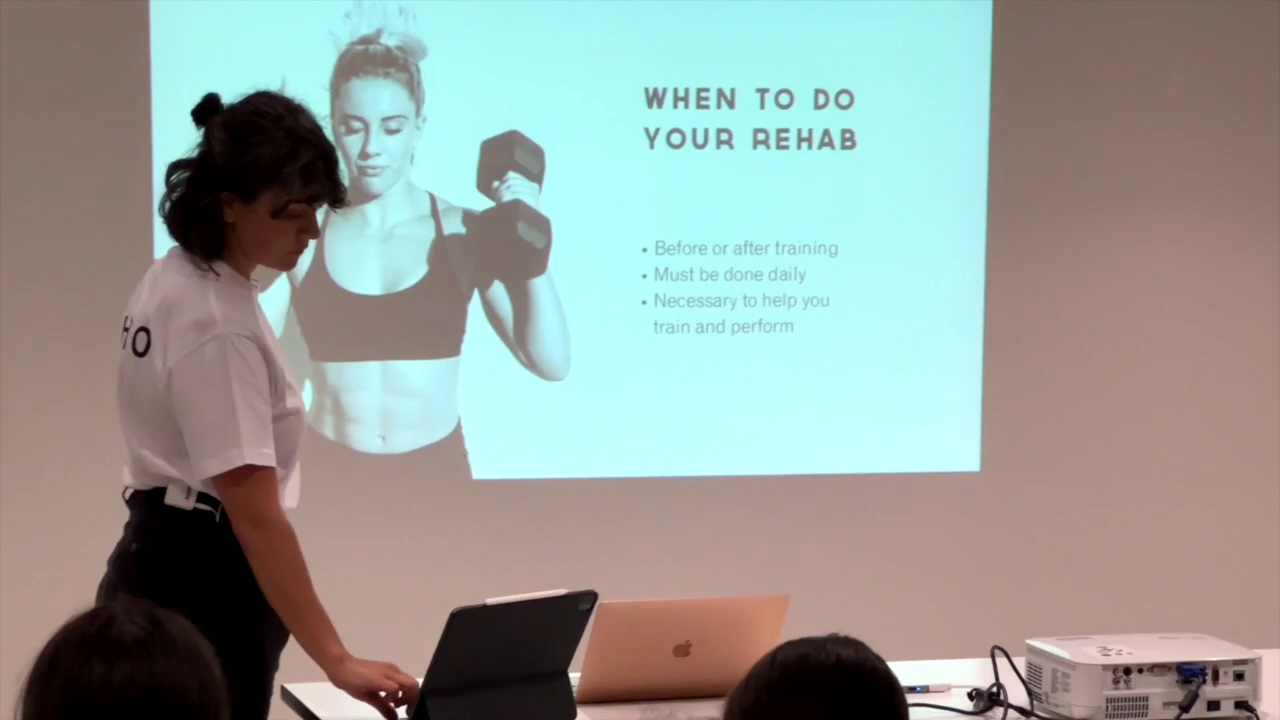 WHEN TO DO
YOUR REHAB
• Before or after training
• Must be done daily
• Necessary to help you
train and perform
HO